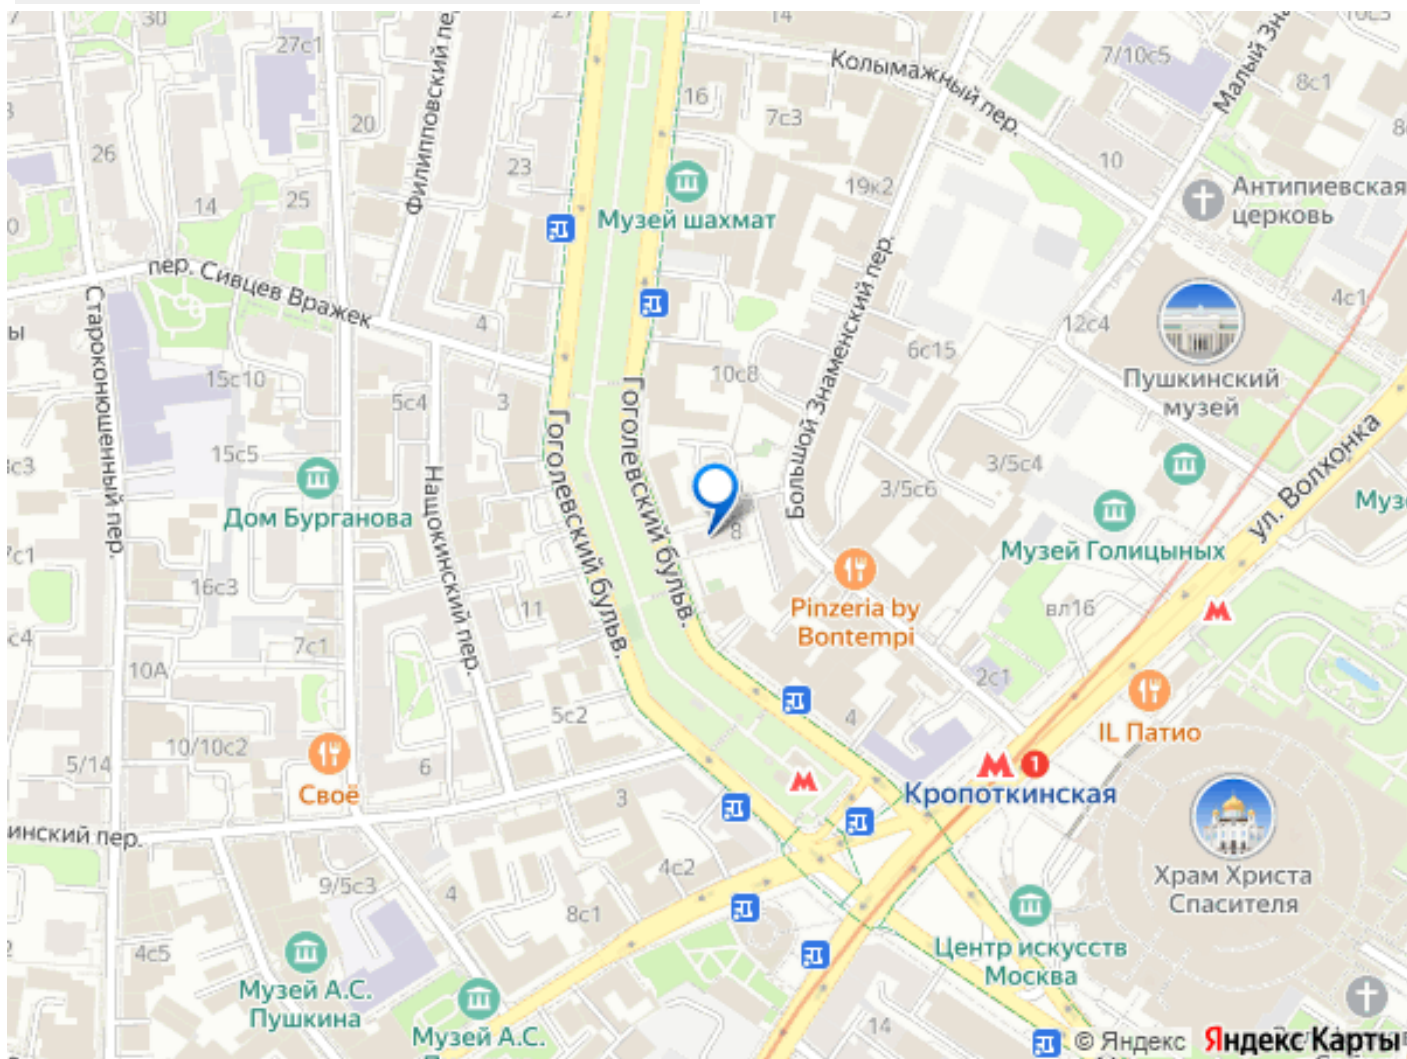 30
27
14
10с3
27с1
7/10с5
Колымажный пер.
Малый Зна
8с1
16
7с3
20
Филипповский пе
26
23
10
19к2
Антипиевская
церковь
25
14
Музей шахмат
пер. Сивцев Вражек
Большой Знаменский пер.
4с1
12с4
4
ы
Староконюшенный пер.
6с15
15с10
10с8
Пушкинский
музей
5с4
3
Гоголевский бульв.
Гоголевский бульв.
15с5
3/5с4
ул. Волхонка
3/5с6
Нащокинский пер.
Дом Бурганова
Музе
8
Музей Голицыных
16с3
11
Pinzeria by
Bontempi
вл16
7с1
10А
2с1
5с2
4
IL Патио
10/10с2
5/14
6
1
Своё
Кропоткинская
3
инский пер.
4с2
Храм Христа
Спасителя
9/5с3
4
8с1
4с5
Центр искусств
Москва
Музей А.С.
Пушкина
14
Музей А.С.
© Яндекс
Яндекс Карты